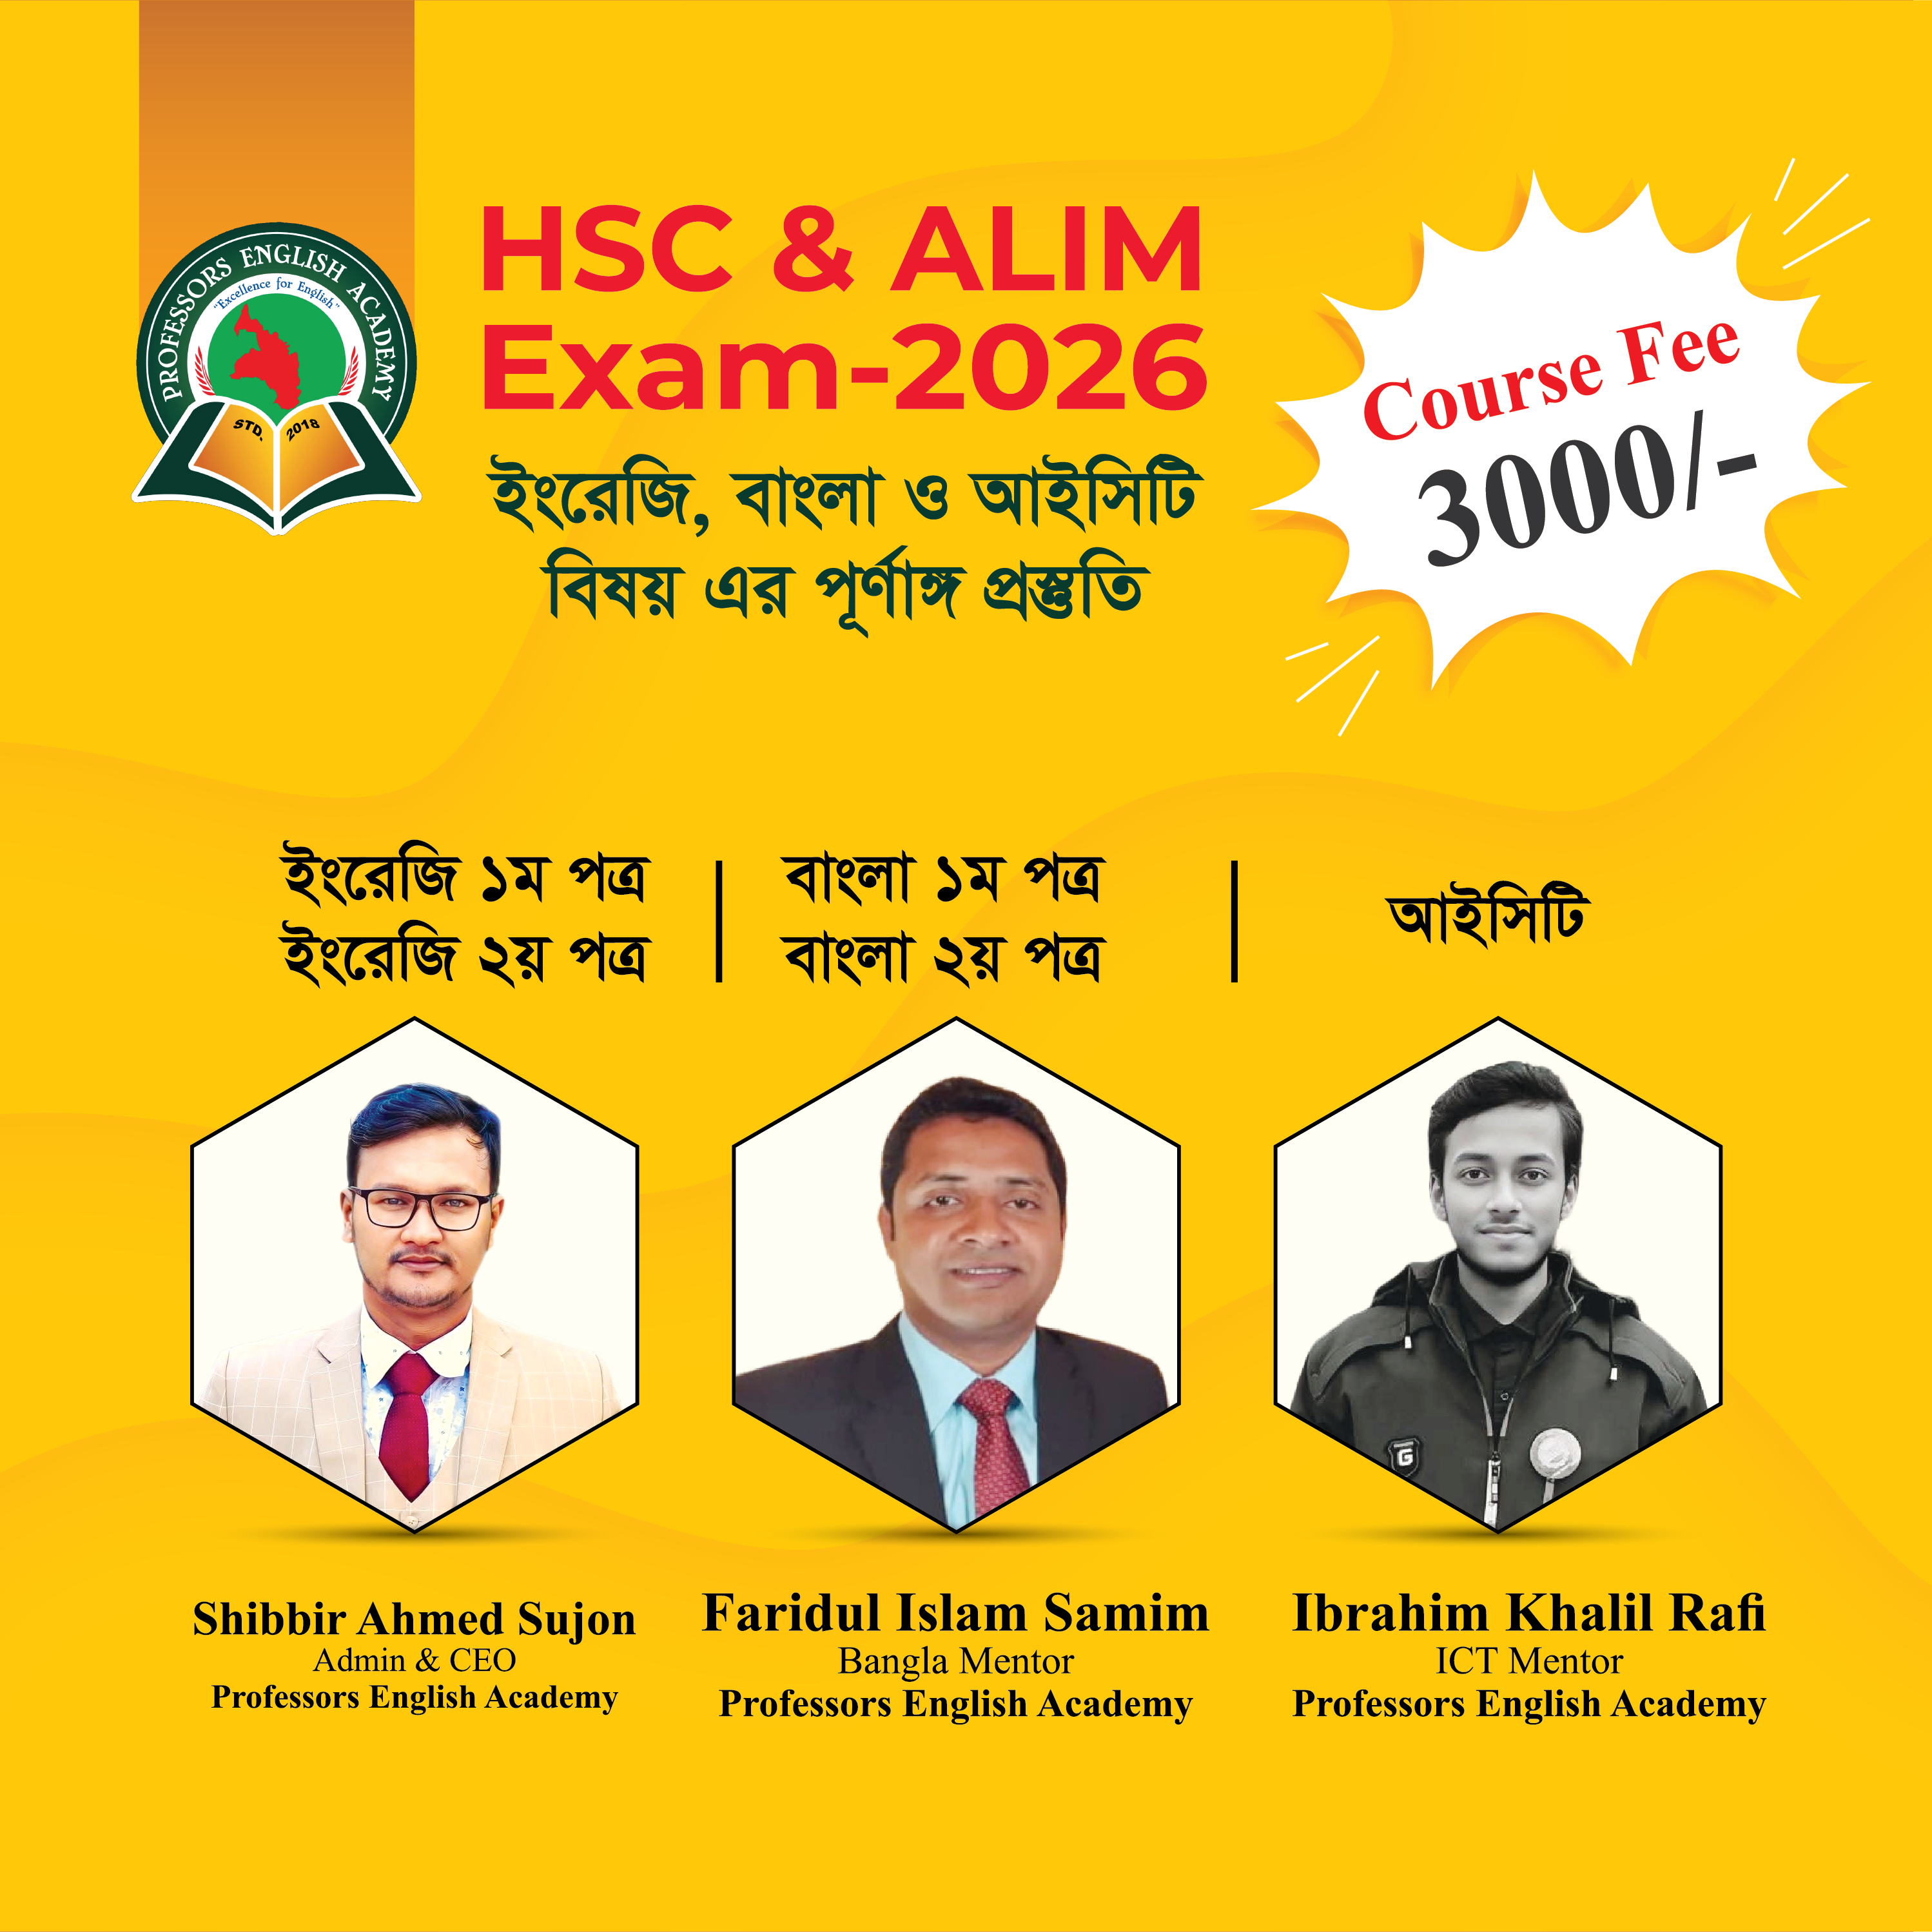 PROFESSORS ENGLISH ACADEMY
"Excellence for English"
STD. 2018
HSC & ALIM
Exam-2026
ইংরেজি, বাংলা ও আইসিটি
বিষয় এর পূর্ণাঙ্গ প্রস্তুতি
Course Fee
3000/-
ইংরেজি ১ম পত্র
ইংরেজি ২য় পত্র
বাংলা ১ম পত্র
বাংলা ২য় পত্র
আইসিটি
G
Shibbir Ahmed Sujon
Admin & CEO
Professors English Academy
Faridul Islam Samim
Bangla Mentor
Professors English Academy
Ibrahim Khalil Rafi
ICT Mentor
Professors English Academy